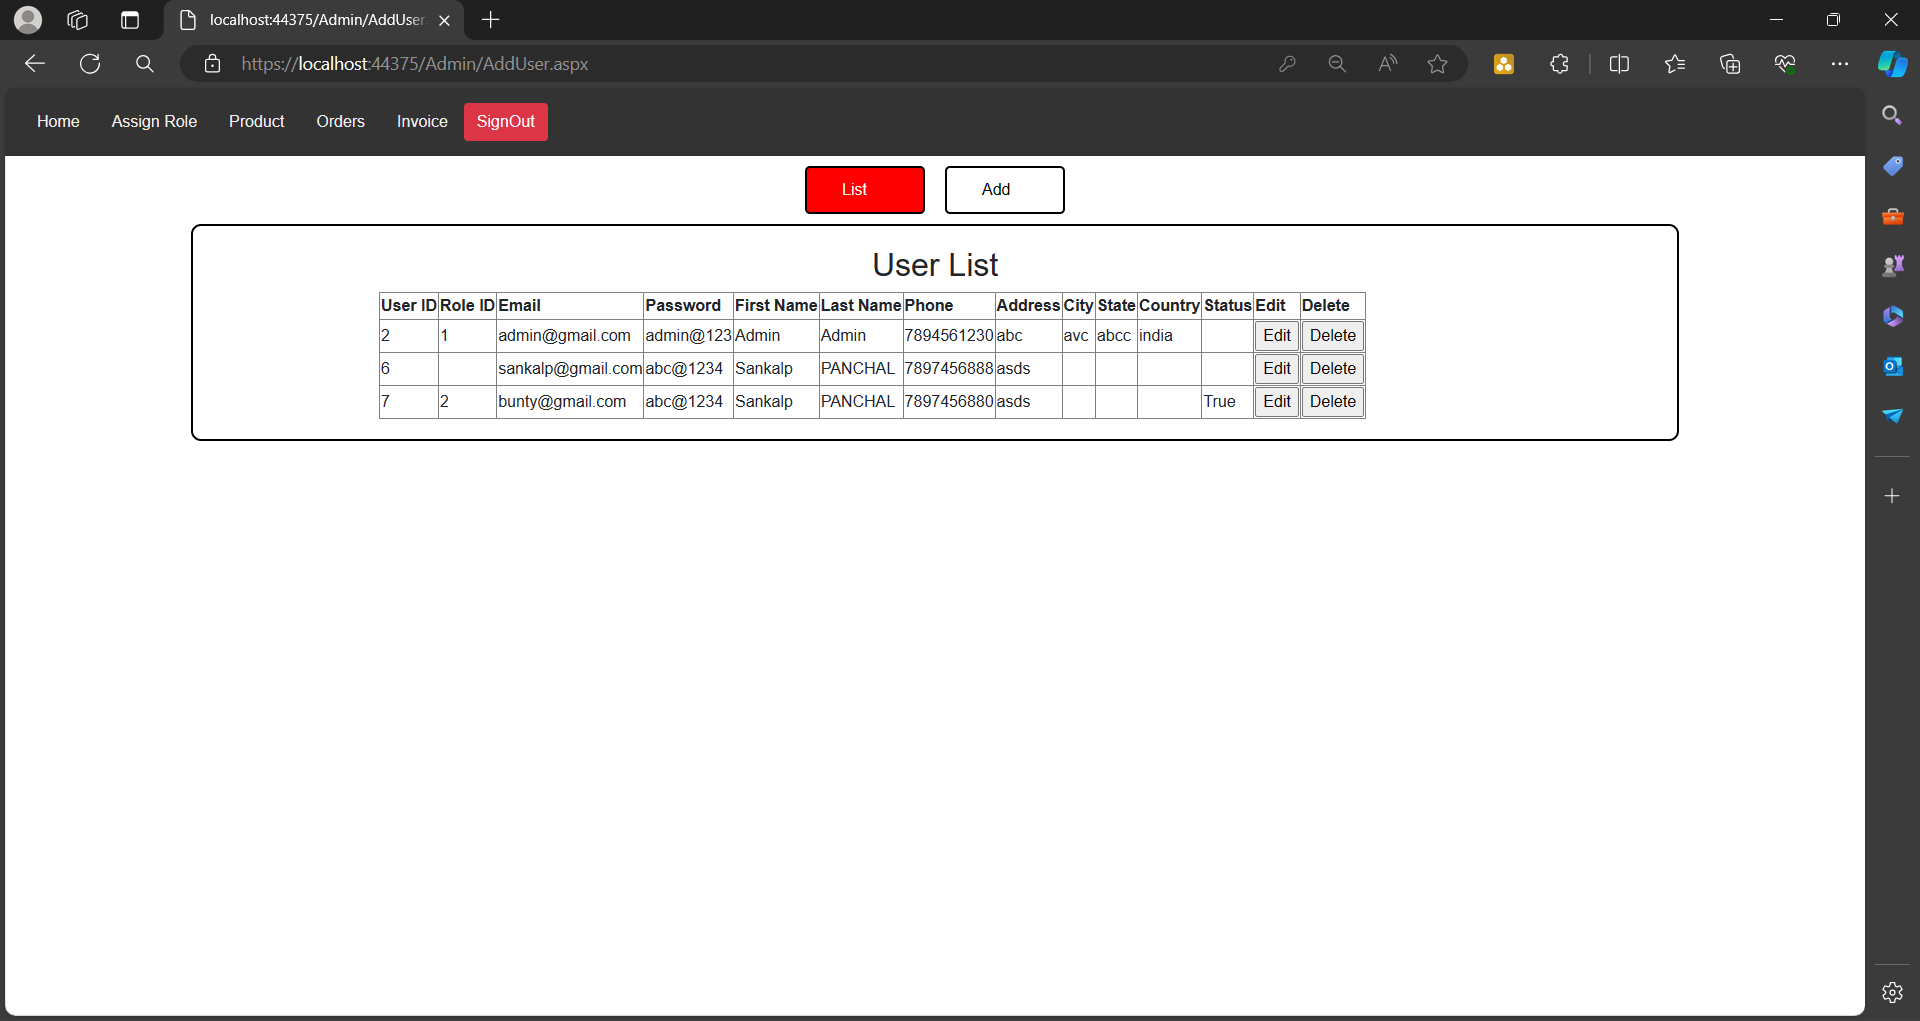 localhost:44375/Admin/AddUser
https://localhost:44375/Admin/AddUser.aspx
Home Assign Role Product Orders Invoice SignOut
List Add
User List
User ID Role ID Email Password First Name Last Name Phone Address City State Country Status Edit Delete
2 1 admin@gmail.com admin@123 Admin Admin 7894561230 abc avc abcc india Edit Delete
6 sankalp@gmail.com abc@1234 Sankalp PANCHAL 7897456888 asds Edit Delete
7 2 bunty@gmail.com abc@1234 Sankalp PANCHAL 7897456880 asds True Edit Delete